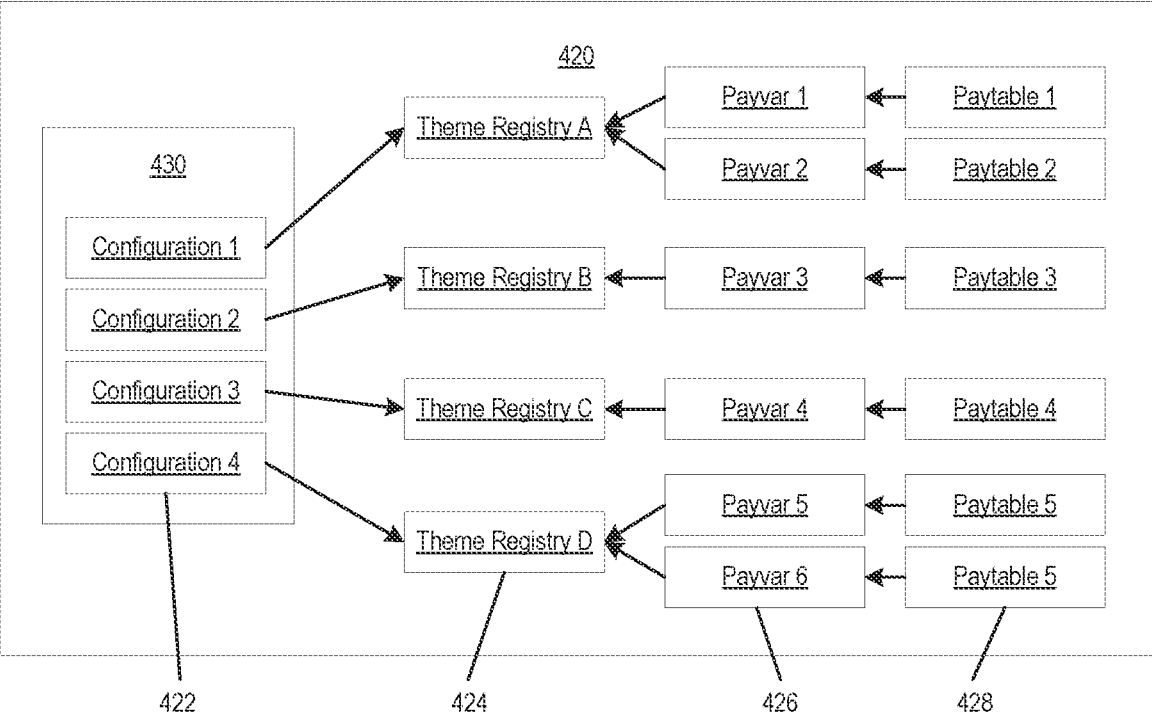 420
430
Configuration 1
Configuration 2
Configuration 3
Configuration 4
Theme Registry A
Theme Registry B
Theme Registry C
Theme Registry D
Payvar 1
Payvar 2
Payvar 3
Payvar 4
Payvar 5
Payvar 6
Paytable 1
Paytable 2
Paytable 3
Paytable 4
Paytable 5
Paytable 5
422
424
426
428